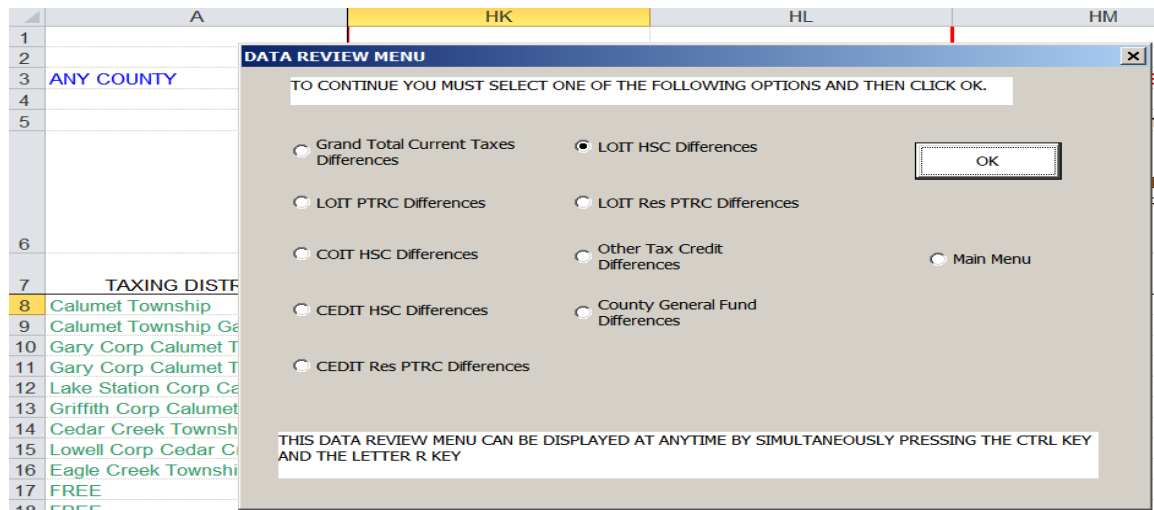 A HK HL HM
1
2
DATA REVIEW MENU
3 ANY COUNTY
TO CONTINUE YOU MUST SELECT ONE OF THE FOLLOWING OPTIONS AND THEN CLICK OK.
4
5
Grand Total Current Taxes
Differences
LOIT HSC Differences
OK
LOIT PTRC Differences
LOIT Res PTRC Differences
6
COIT HSC Differences
Other Tax Credit
Differences
Main Menu
7 TAXING DISTR
8 Calumet Township
CEDIT HSC Differences
County General Fund
Differences
9 Calumet Township Ga
10 Gary Corp Calumet T
11 Gary Corp Calumet T
CEDIT Res PTRC Differences
12 Lake Station Corp Ca
13 Griffith Corp Calumet
14 Cedar Creek Townsh
15 Lowell Corp Cedar C
THIS DATA REVIEW MENU CAN BE DISPLAYED AT ANYTIME BY SIMULTANEOUSLY PRESSING THE CTRL KEY
AND THE LETTER R KEY
16 Eagle Creek Townshi
17 FREE
18 FREE